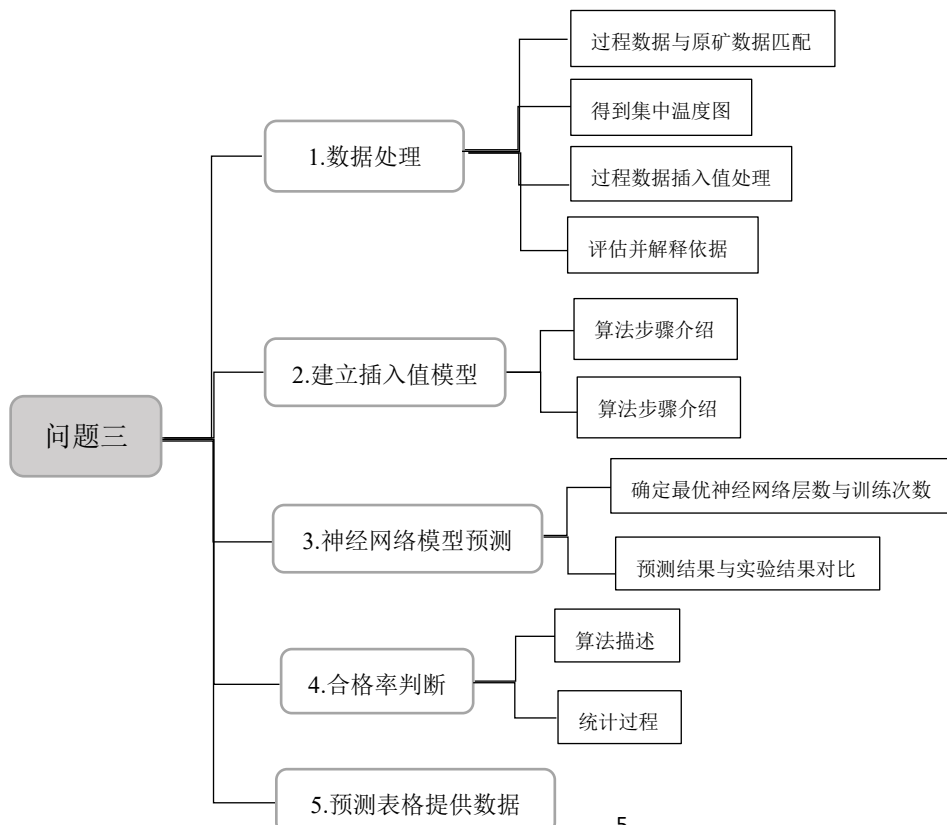 过程数据与原矿数据匹配
得到集中温度图
1.数据处理
过程数据插入值处理
评估并解释依据
算法步骤介绍
2.建立插入值模型
算法步骤介绍
问题三
确定最优神经网络层数与训练次数
3.神经网络模型预测
预测结果与实验结果对比
算法描述
4.合格率判断
统计过程
5.预测表格提供数据
5